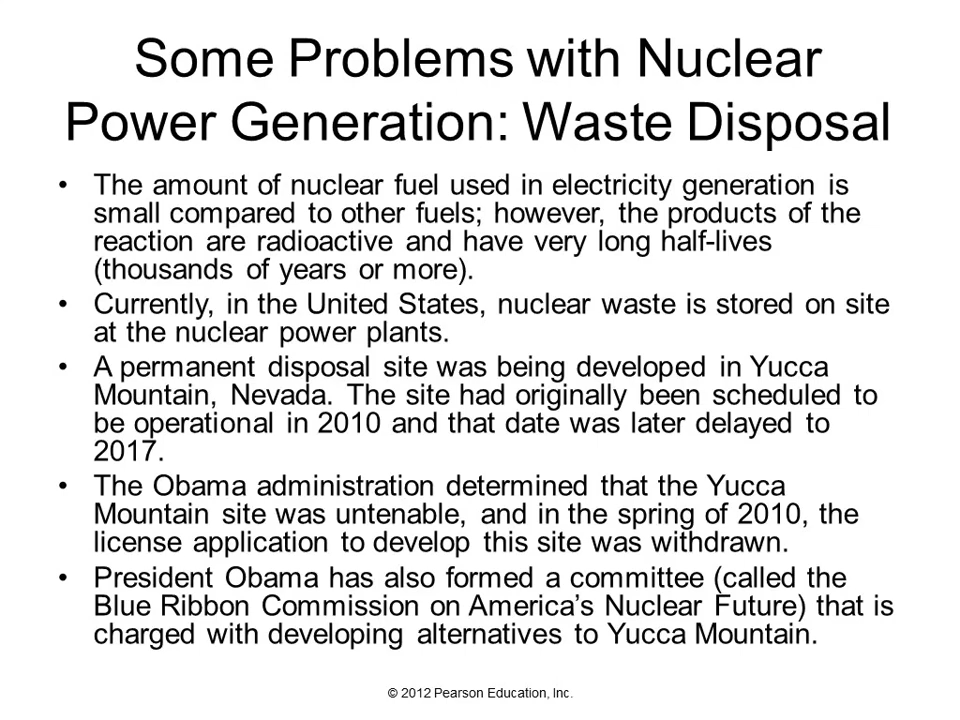 Some Problems with Nuclear
Power Generation: Waste Disposal
• The amount of nuclear fuel used in electricity generation is
small compared to other fuels; however, the products of the
reaction are radioactive and have very long half-lives
(thousands of years or more).
• Currently, in the United States, nuclear waste is stored on site
at the nuclear power plants.
• A permanent disposal site was being developed in Yucca
Mountain, Nevada. The site had originally been scheduled to
be operational in 2010 and that date was later delayed to
2017.
• The Obama administration determined that the Yucca
Mountain site was untenable, and in the spring of 2010, the
license application to develop this site was withdrawn.
• President Obama has also formed a committee (called the
Blue Ribbon Commission on America’s Nuclear Future) that is
charged with developing alternatives to Yucca Mountain.
© 2012 Pearson Education, Inc.